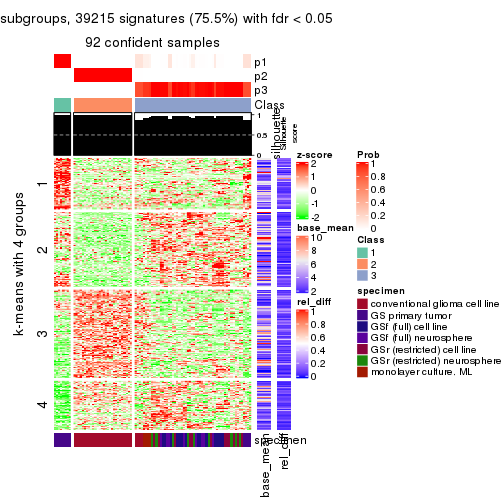 subgroups, 39215 signatures (75.5%) with fdr < 0.05
92 confident samples
p1
p2
p3
Class
1
0.5
0
silhouette
Silhouette
score
k-means with 4 groups
1
2
3
4
z-score
2
1
0
-1
-2
base_mean
10
8
6
4
2
rel_diff
1
0.8
0.6
0.4
0.2
0
Prob
1
0.8
0.6
0.4
0.2
0
Class
1
2
3
specimen
conventional glioma cell line
GS primary tumor
GSf (full) cell line
GSf (full) neurosphere
GSr (restricted) cell line
GSr (restricted) neurosphere
monolayer culture. ML
specimen
base_mean
rel_diff